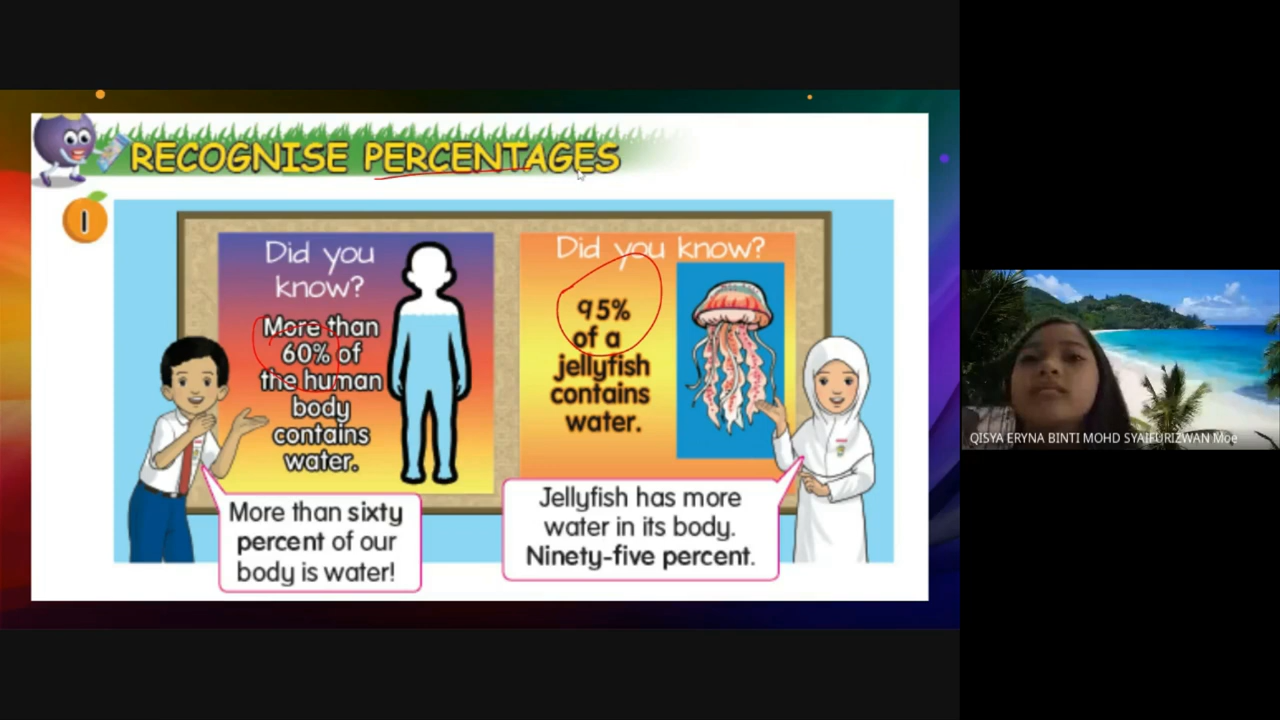 RECOGNISE PERCENTAGES
1
Did you
know?
More than
60% of
the human
body
contains
water.
Did you know?
95%
of a
jellyfish
contains
water.
More than sixty
percent of our
body is water!
Jellyfish has more
water in its body.
Ninety-five percent.
QISYA ERYNA BINTI MOHD SYAIFURIZWAN Moe